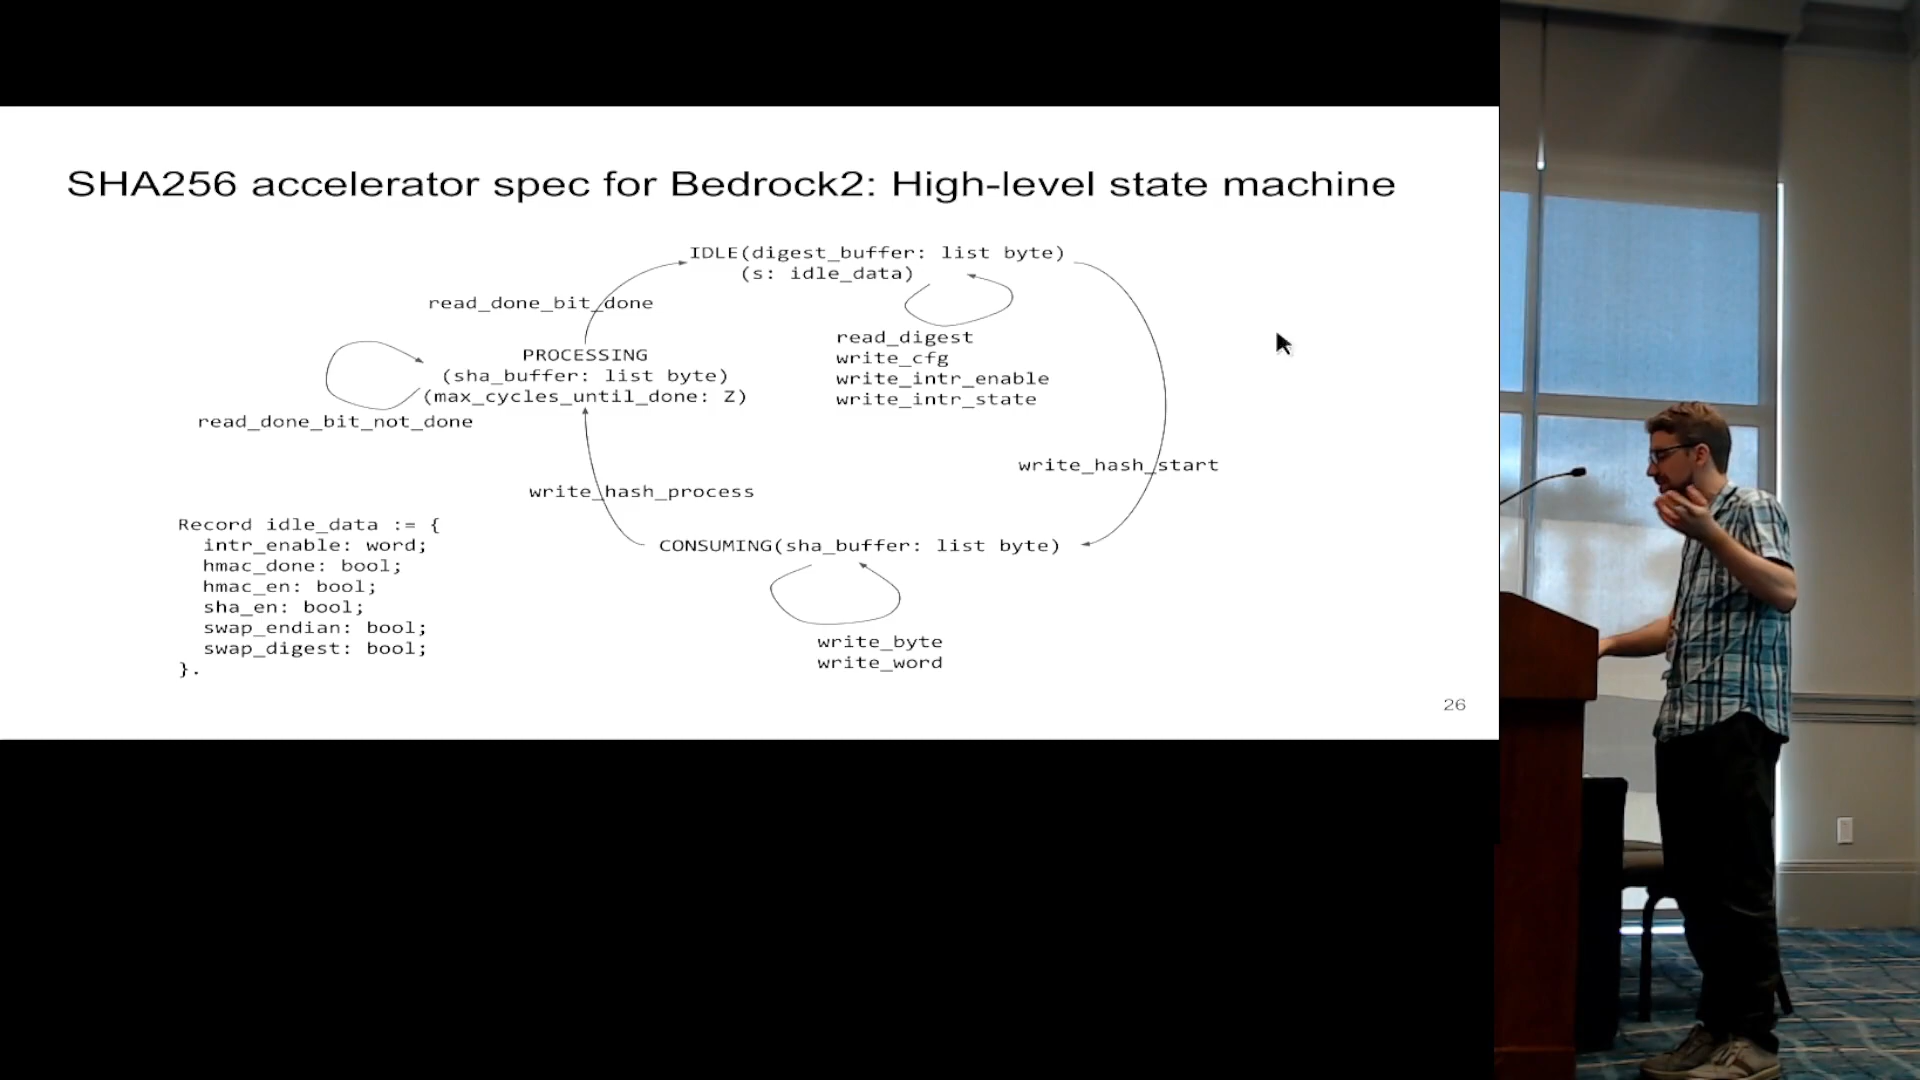 SHA256 accelerator spec for Bedrock2: High-level state machine
IDLE(digest_buffer: list byte)
(s: idle_data)
read_done_bit_done
read_digest
write_cfg
write_intr_enable
write_intr_state
PROCESSING
(sha_buffer: list byte)
(max_cycles_until_done: Z)
read_done_bit_not_done
write_hash_start
write_hash_process
Record idle_data := {
intr_enable: word;
hmac_done: bool;
hmac_en: bool;
sha_en: bool;
swap_endian: bool;
swap_digest: bool;
}.
CONSUMING(sha_buffer: list byte)
write_byte
write_word
26